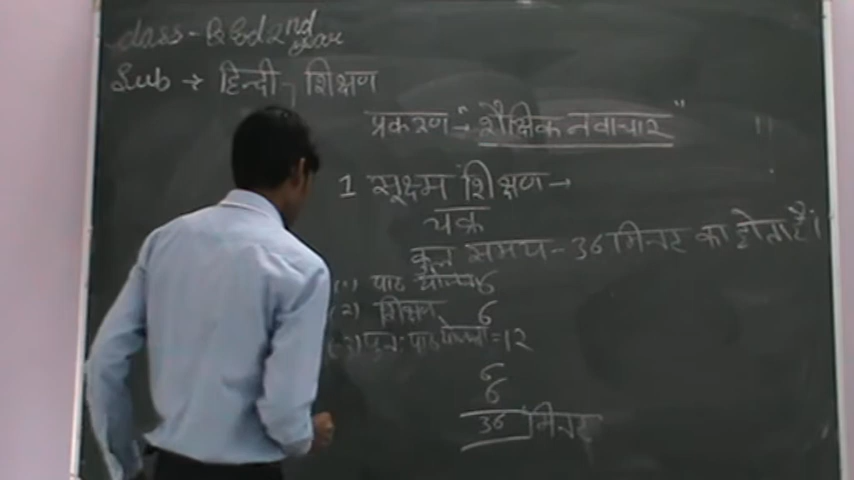 class - B Ed 2nd year
Sub → हिन्दी शिक्षण
प्रकरण → "शैक्षिक नवाचार"
1 सूक्ष्म शिक्षण →
चक्र
कुल समय - 36 मिनट का होता है।
(1) पाठ योजना 6
(2) शिक्षण 6
(3) पुनः पाठ योजना = 12
6
6
36 मिनट